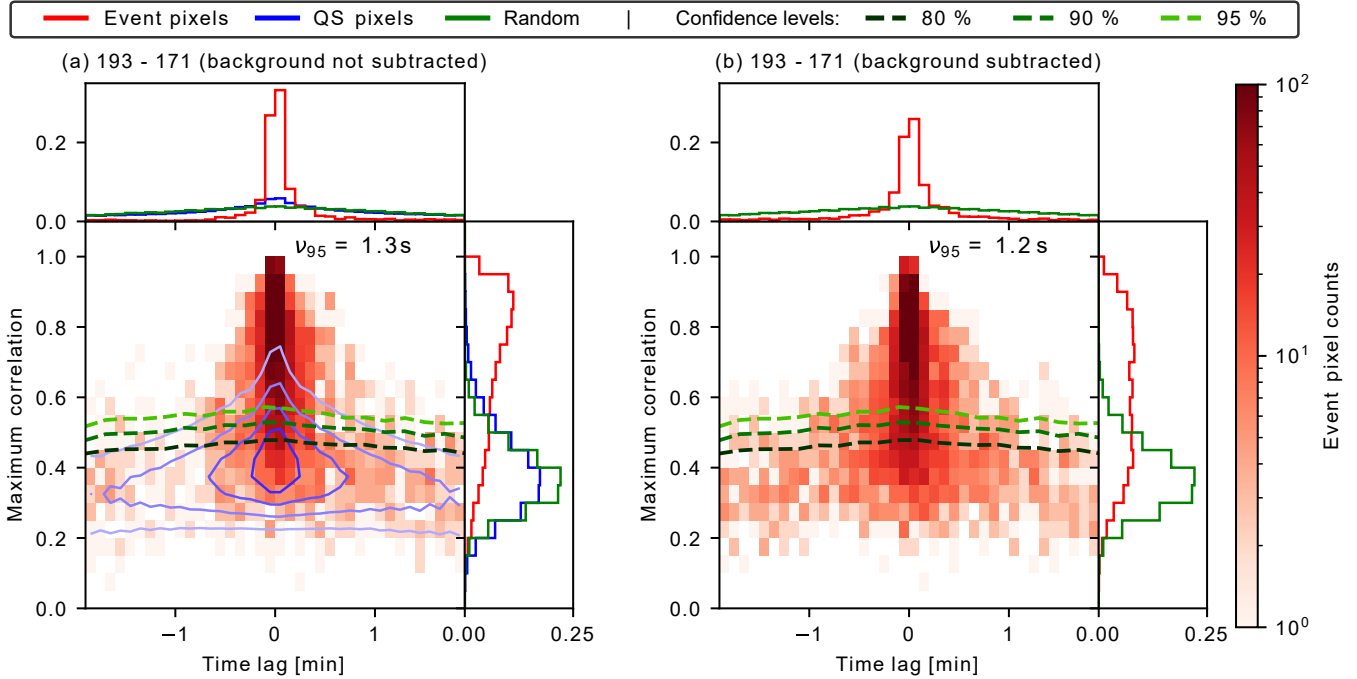 Event pixels QS pixels Random | Confidence levels: 80 % 90 % 95 %
(a) 193 - 171 (background not subtracted)
(b) 193 - 171 (background subtracted)
0.2
0.0
0.2
0.0
ν95 = 1.3s
ν95 = 1.2s
1.0
0.8
0.6
0.4
0.2
0.0
Maximum correlation
1.0
0.8
0.6
0.4
0.2
0.0
Maximum correlation
−1 0 1 0.00 0.25
−1 0 1 0.00 0.25
Time lag [min]
Time lag [min]
10²
10¹
10⁰
Event pixel counts